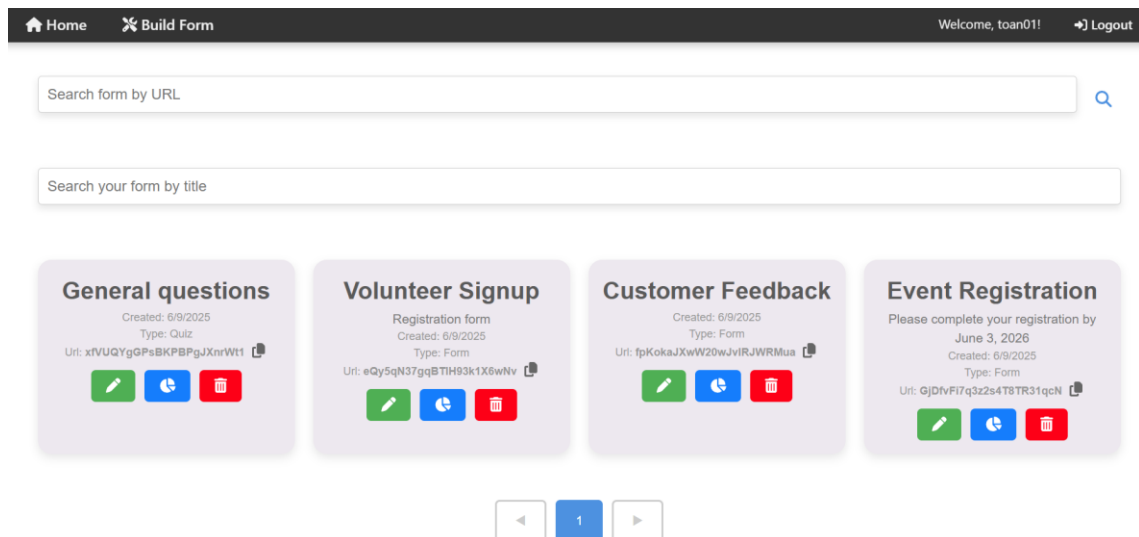 Home Build Form Welcome, toan01! Logout
Search form by URL
Search your form by title
General questions
Created: 6/9/2025
Type: Quiz
Url: xfVUQYgGPsBKPBPgJXnrWt1
Volunteer Signup
Registration form
Created: 6/9/2025
Type: Form
Url: eQy5qN37gqBTlH93k1X6wNv
Customer Feedback
Created: 6/9/2025
Type: Form
Url: fpKokaJXwW20wJvlRJWRMua
Event Registration
Please complete your registration by
June 3, 2026
Created: 6/9/2025
Type: Form
Url: GjDfvFi7q3z2s4T8TR31qcN
1